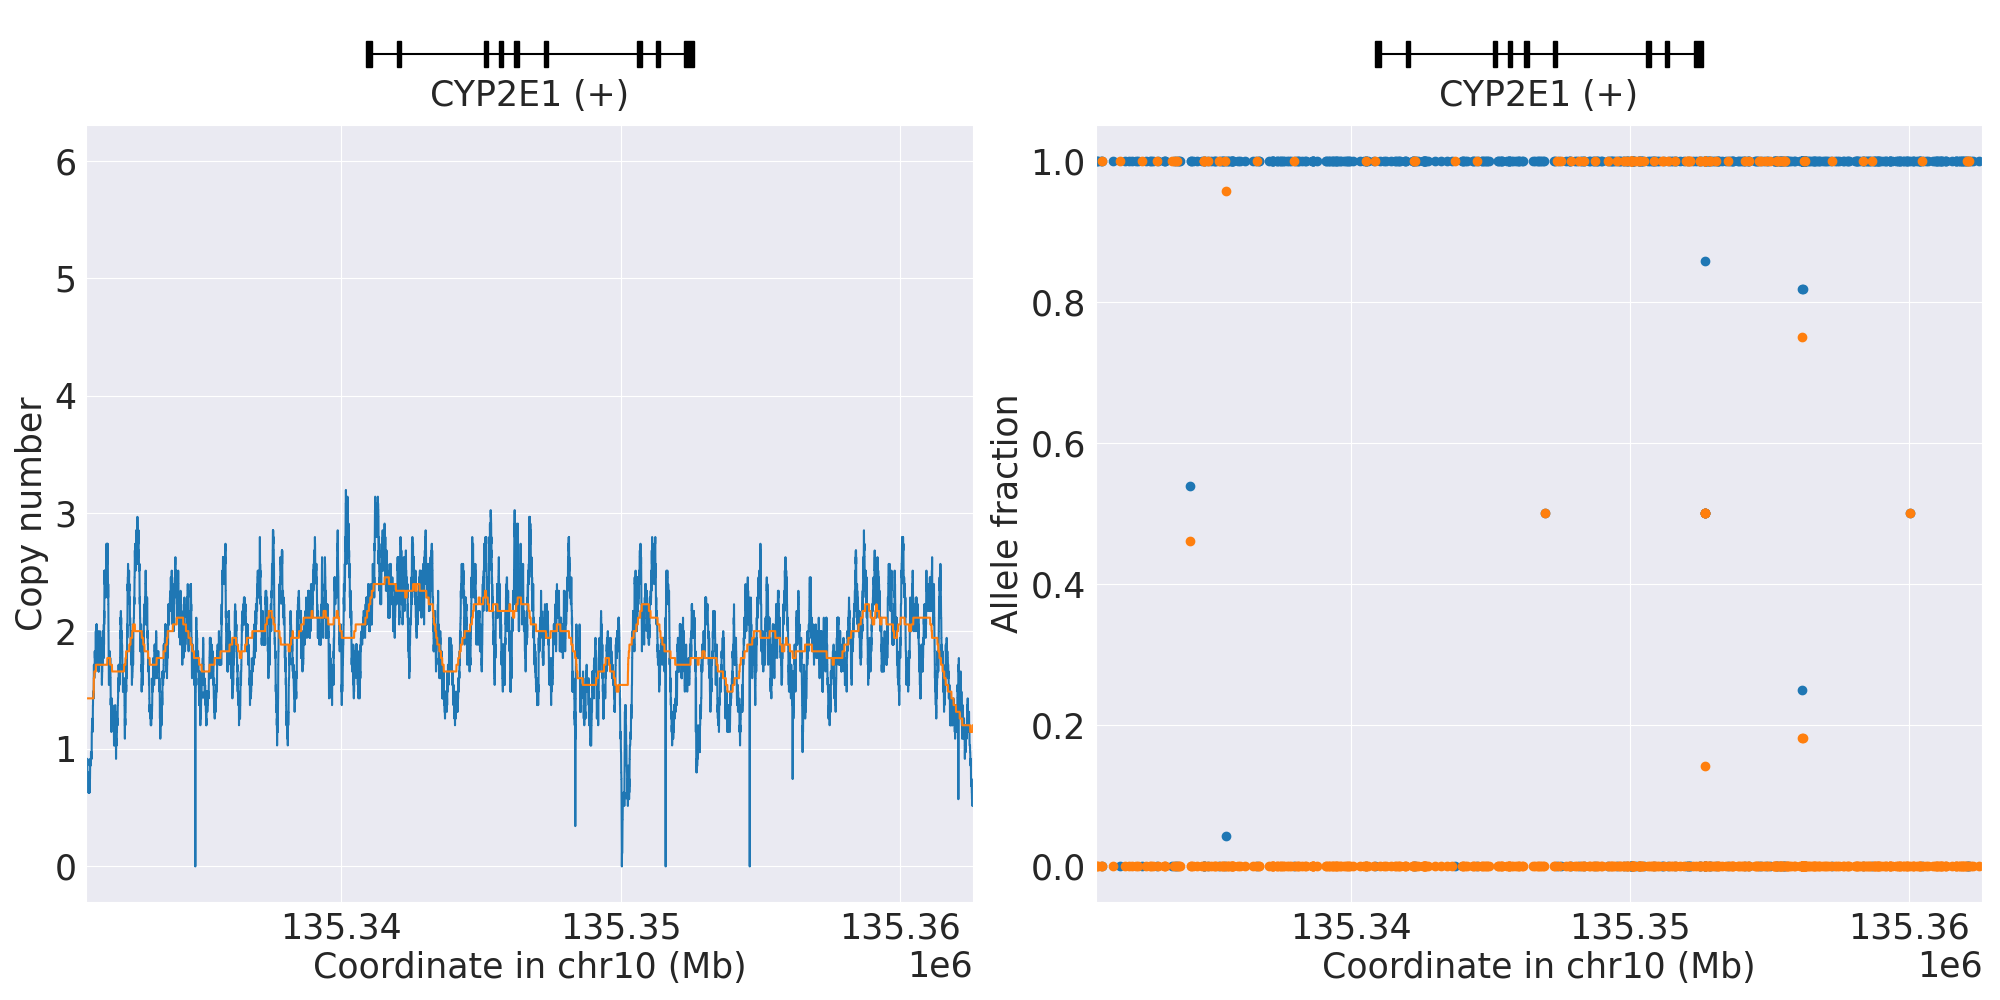 CYP2E1 (+)
6
5
4
3
2
1
0
Copy number
135.34 135.35 135.36
Coordinate in chr10 (Mb)
1e6
CYP2E1 (+)
1.0
0.8
0.6
0.4
0.2
0.0
Allele fraction
135.34 135.35 135.36
Coordinate in chr10 (Mb)
1e6